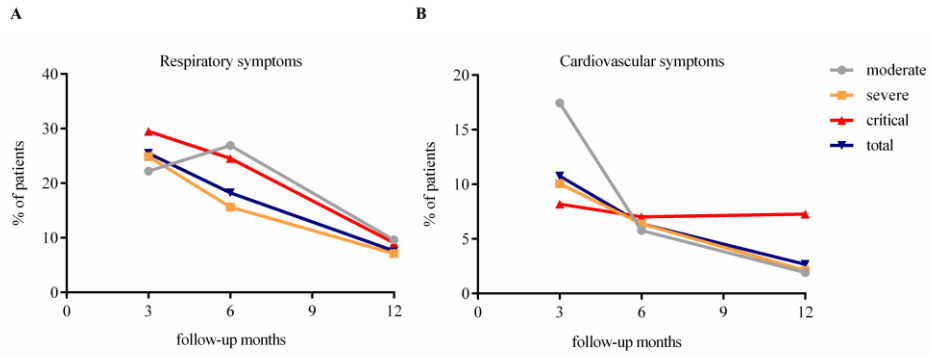 A
B
Respiratory symptoms
% of patients
40
30
20
10
0
0
3
6
9
12
follow-up months
Cardiovascular symptoms
% of patients
20
15
10
5
0
0
3
6
9
12
follow-up months
moderate
severe
critical
total